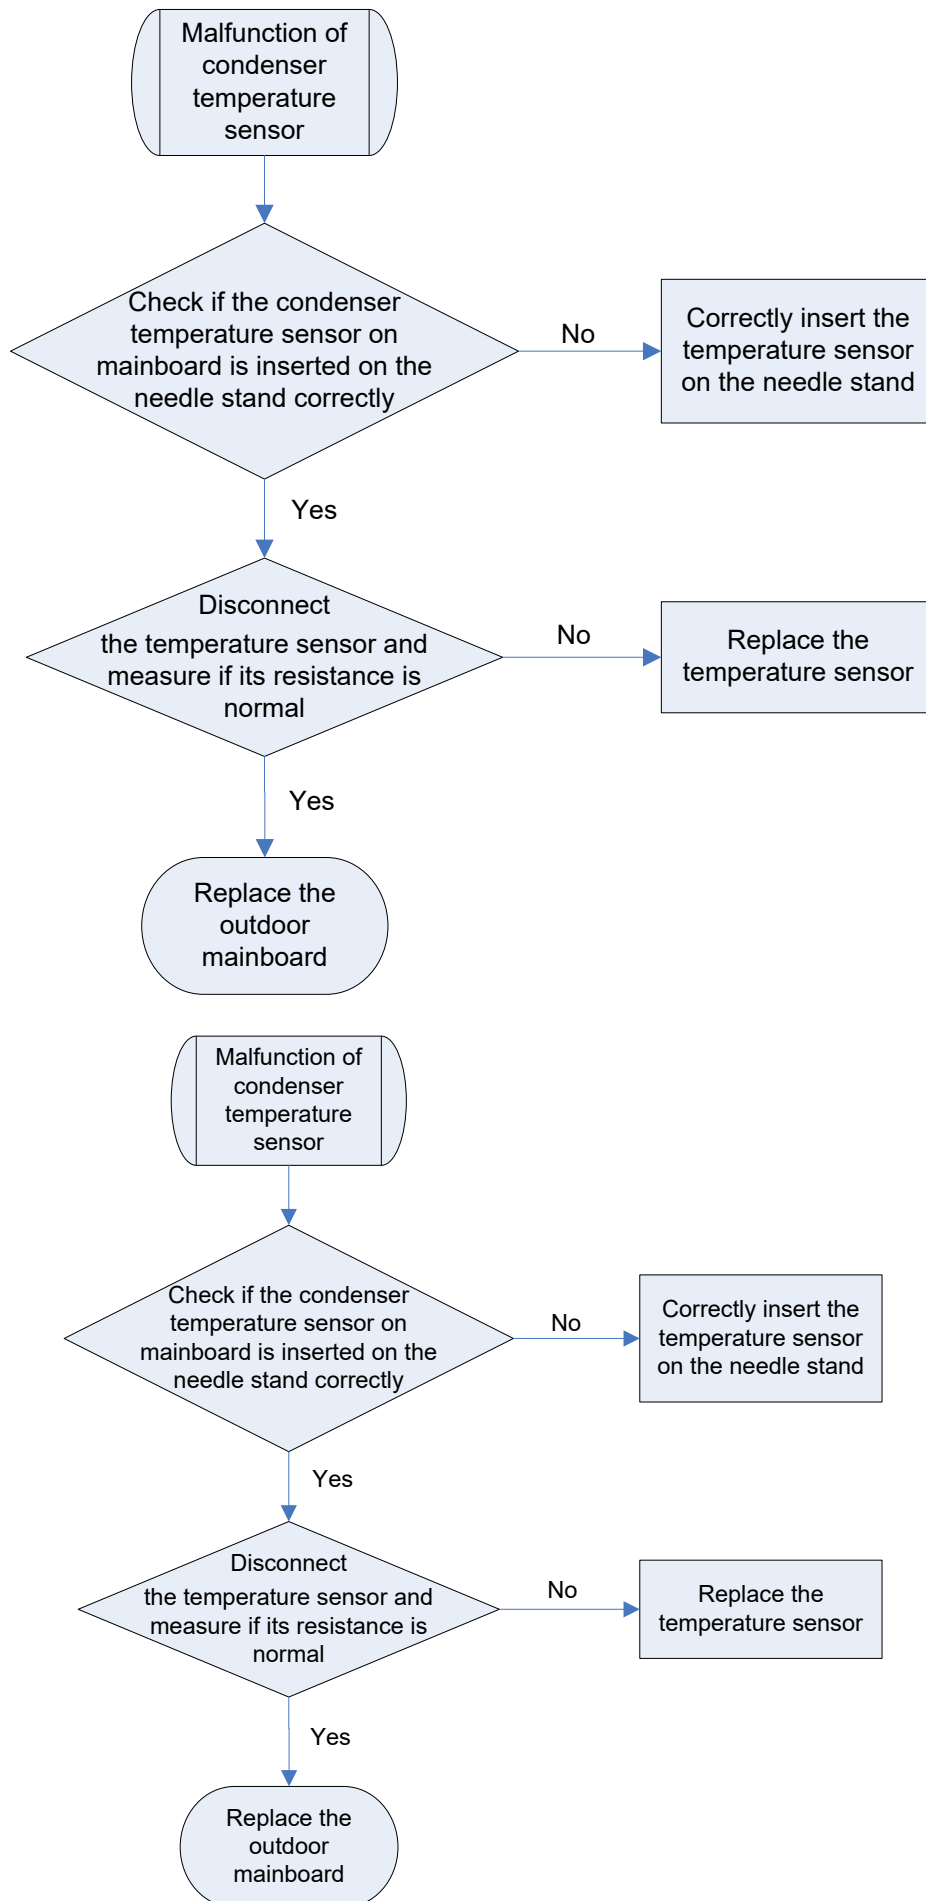 Malfunction of
condenser
temperature
sensor
Check if the condenser
temperature sensor on
mainboard is inserted on the
needle stand correctly
No
Correctly insert the
temperature sensor
on the needle stand
Yes
Disconnect
the temperature sensor and
measure if its resistance is
normal
No
Replace the
temperature sensor
Yes
Replace the
outdoor
mainboard
Malfunction of
condenser
temperature
sensor
Check if the condenser
temperature sensor on
mainboard is inserted on the
needle stand correctly
No
Correctly insert the
temperature sensor
on the needle stand
Yes
Disconnect
the temperature sensor and
measure if its resistance is
normal
No
Replace the
temperature sensor
Yes
Replace the
outdoor
mainboard